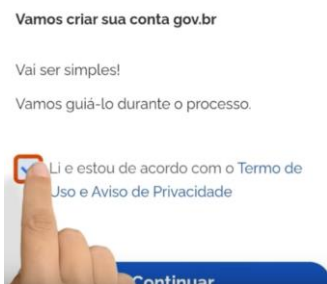 Vamos criar sua conta gov.br
Vai ser simples!
Vamos guiá-lo durante o processo.
Li e estou de acordo com o Termo de
Uso e Aviso de Privacidade
Continuar